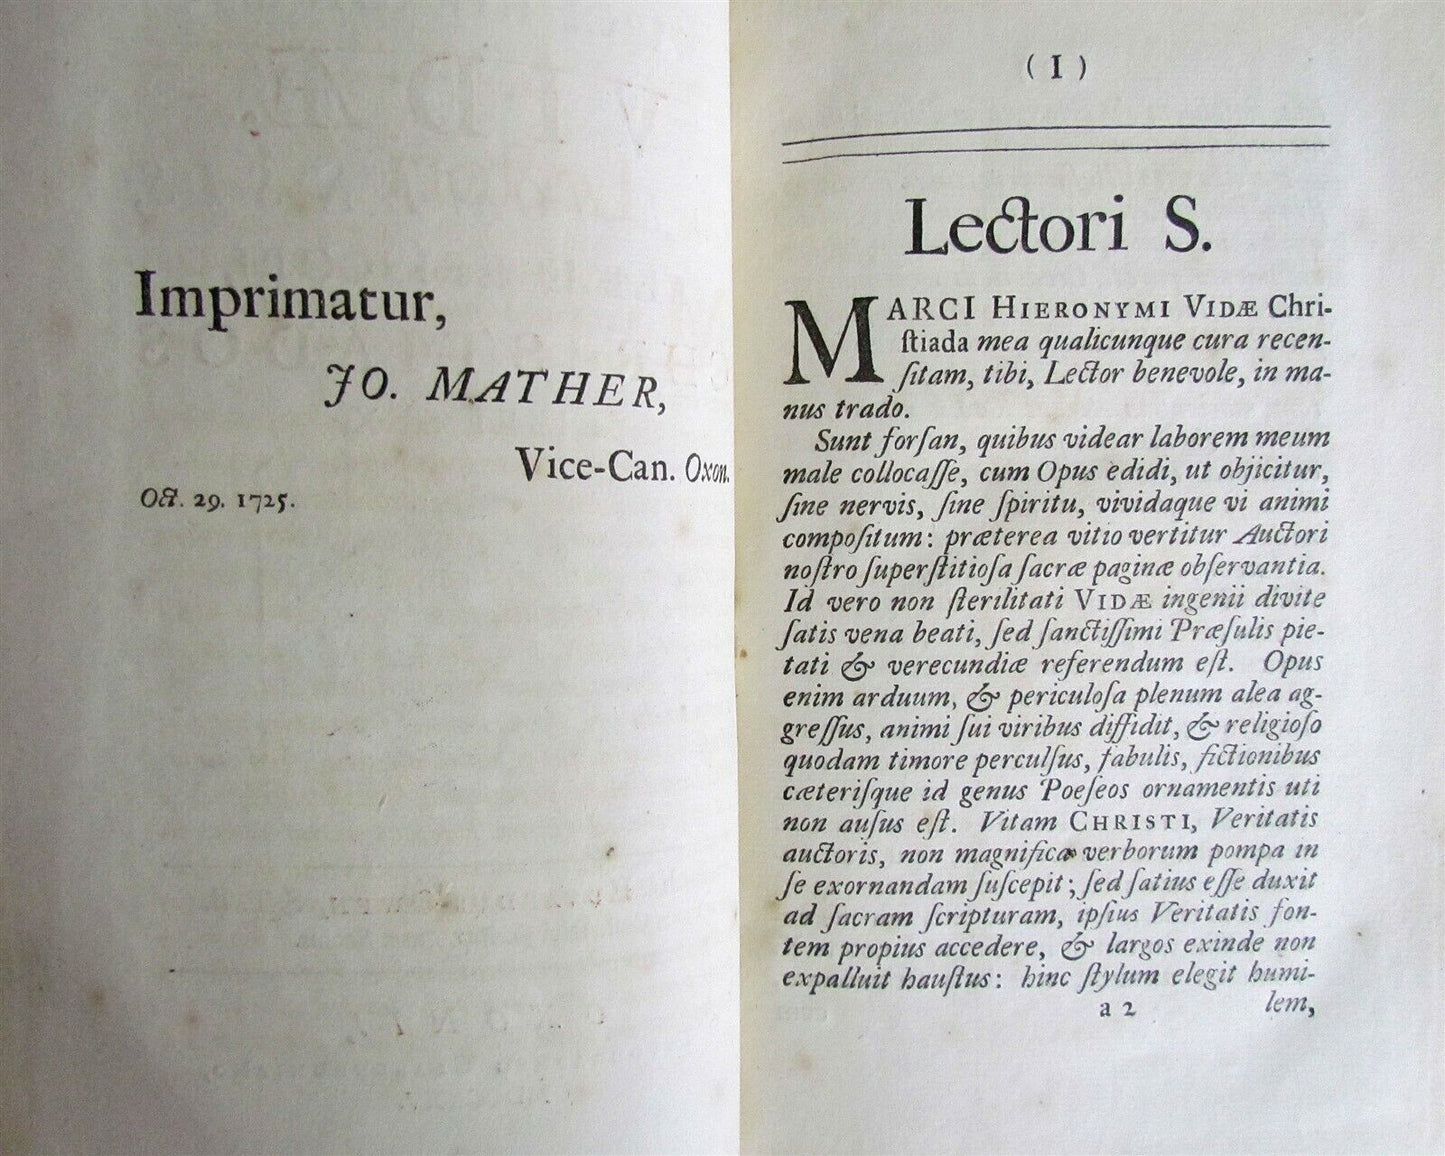 Imprimatur,
JO. MATHER,
Vice-Can. Oxon.
Oct. 29. 1725.
( I )
Lectori S.
MARCI HIERONYMI VIDÆ Chri-
ſtiada mea qualicunque cura recen-
ſitam, tibi, Lector benevole, in ma-
nus trado.
Sunt forſan, quibus videar laborem meum
male collocaſſe, cum Opus edidi, ut objicitur,
ſine nervis, ſine ſpiritu, vividaque vi animi
compoſitum: præterea vitio vertitur Auctori
noſtro ſuperſtitioſa ſacræ paginæ obſervantia.
Id vero non ſterilitati VIDÆ ingenii divite
ſatis vena beati, ſed ſanctiſſimi Præſulis pie-
tati & verecundiæ referendum eſt. Opus
enim arduum, & periculoſa plenum alea ag-
greſſus, animi ſui viribus diffidit, & religioſo
quodam timore perculſus, fabulis, fictionibus
cæteriſque id genus Poeſeos ornamentis uti
non auſus eſt. Vitam CHRISTI, Veritatis
auctoris, non magnifica verborum pompa in
ſe exornandam ſuſcepit; ſed ſatius eſſe duxit
ad ſacram ſcripturam, ipſius Veritatis fon-
tem propius accedere, & largos exinde non
expalluit hauſtus: hinc ſtylum elegit humi-
a 2 lem,